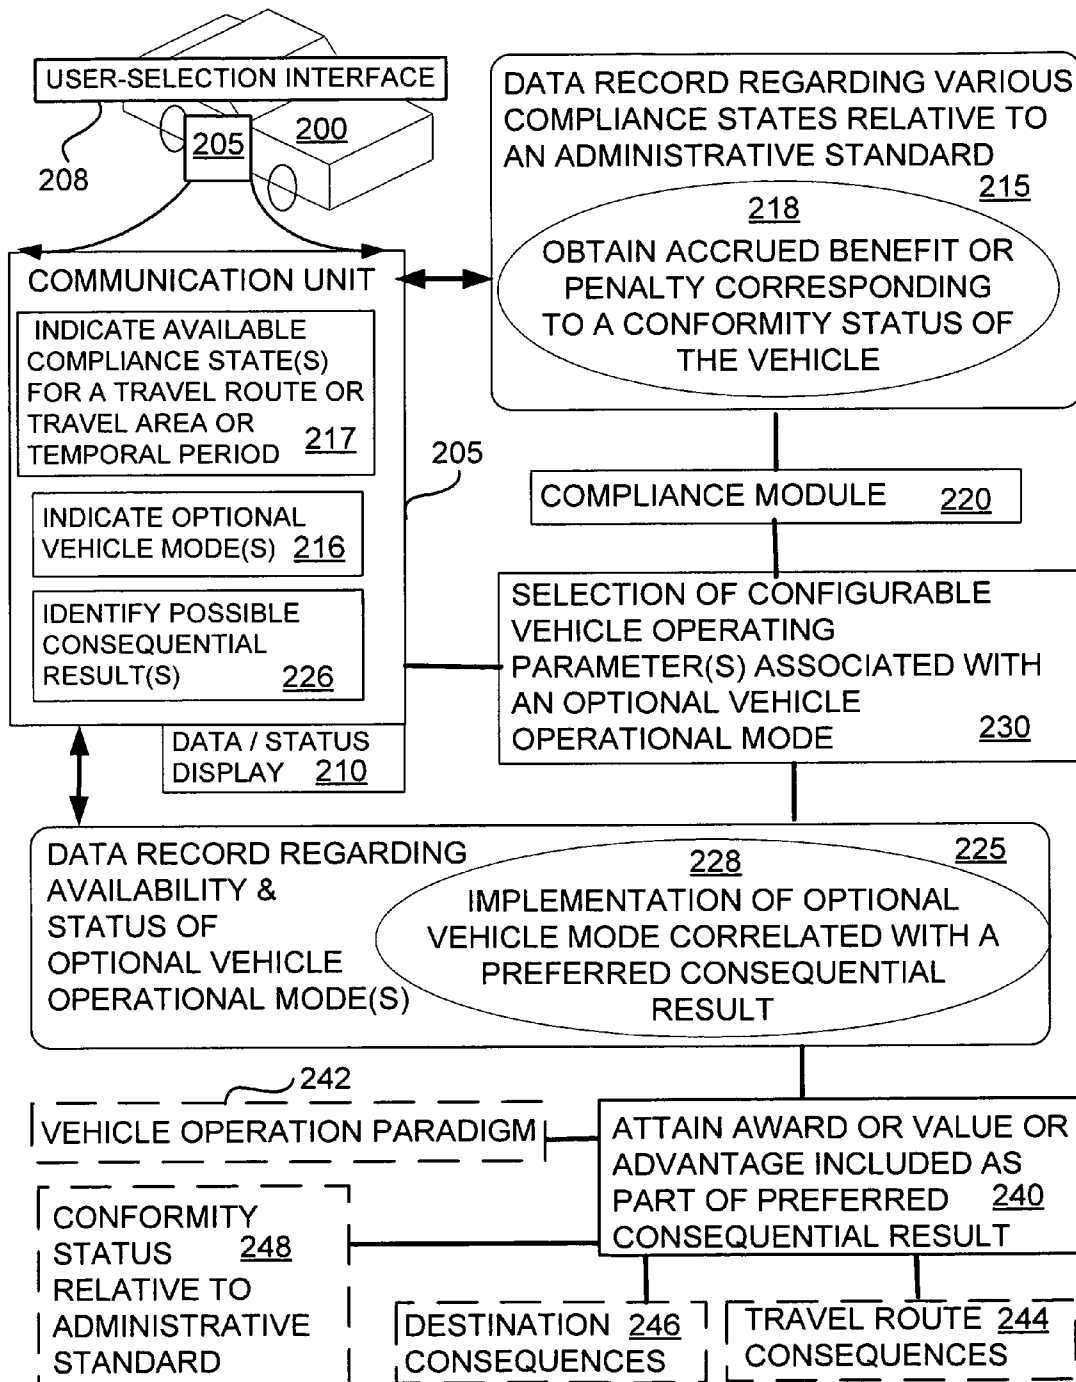 USER-SELECTION INTERFACE
200
205
208
DATA RECORD REGARDING VARIOUS
COMPLIANCE STATES RELATIVE TO
AN ADMINISTRATIVE STANDARD
215
218
OBTAIN ACCRUED BENEFIT OR
PENALTY CORRESPONDING
TO A CONFORMITY STATUS OF
THE VEHICLE
COMMUNICATION UNIT
INDICATE AVAILABLE
COMPLIANCE STATE(S)
FOR A TRAVEL ROUTE OR
TRAVEL AREA OR
TEMPORAL PERIOD 217
INDICATE OPTIONAL
VEHICLE MODE(S) 216
IDENTIFY POSSIBLE
CONSEQUENTIAL
RESULT(S) 226
205
DATA / STATUS
DISPLAY 210
COMPLIANCE MODULE 220
SELECTION OF CONFIGURABLE
VEHICLE OPERATING
PARAMETER(S) ASSOCIATED WITH
AN OPTIONAL VEHICLE
OPERATIONAL MODE 230
DATA RECORD REGARDING
AVAILABILITY &
STATUS OF
OPTIONAL VEHICLE
OPERATIONAL MODE(S)
225
228
IMPLEMENTATION OF OPTIONAL
VEHICLE MODE CORRELATED WITH A
PREFERRED CONSEQUENTIAL
RESULT
242
VEHICLE OPERATION PARADIGM
ATTAIN AWARD OR VALUE OR
ADVANTAGE INCLUDED AS
PART OF PREFERRED 240
CONSEQUENTIAL RESULT
CONFORMITY
STATUS 248
RELATIVE TO
ADMINISTRATIVE
STANDARD
DESTINATION 246
CONSEQUENCES
TRAVEL ROUTE 244
CONSEQUENCES